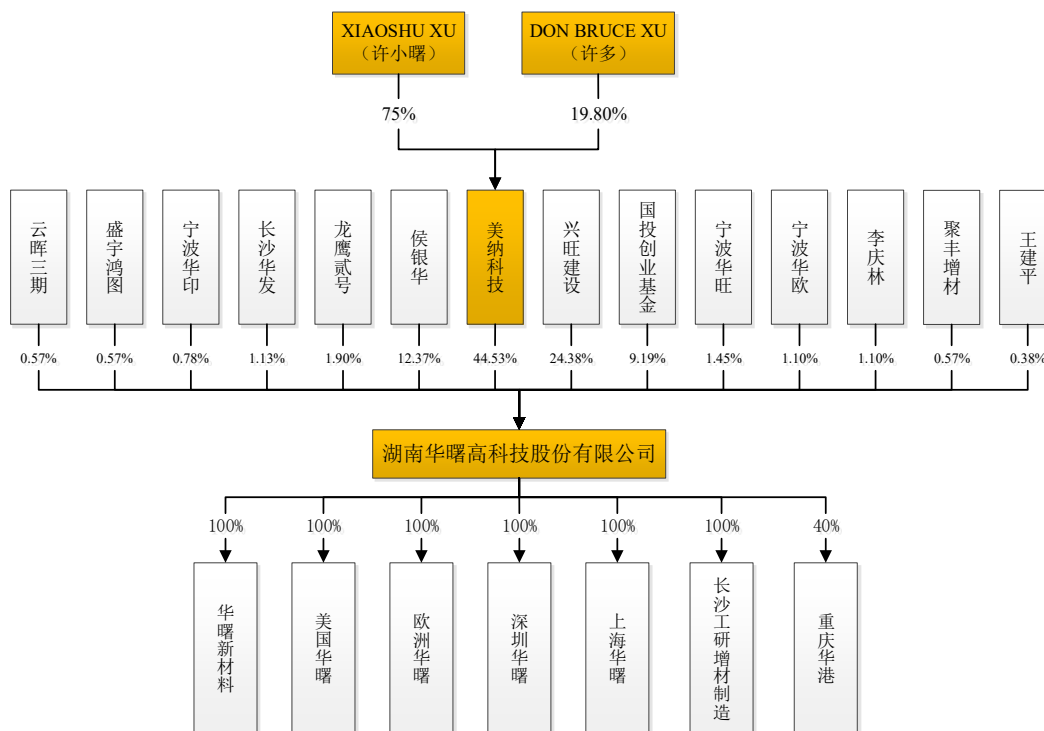 XIAOSHU XU
（许小曙）
DON BRUCE XU
（许多）
75%
19.80%
云晖三期
盛宇鸿图
宁波华印
长沙华发
龙鹰贰号
侯银华
美纳科技
兴旺建设
国投创业基金
宁波华旺
宁波华欧
李庆林
聚丰增材
王建平
0.57%
0.57%
0.78%
1.13%
1.90%
12.37%
44.53%
24.38%
9.19%
1.45%
1.10%
1.10%
0.57%
0.38%
湖南华曙高科技股份有限公司
100%
100%
100%
100%
100%
100%
40%
华曙新材料
美国华曙
欧洲华曙
深圳华曙
上海华曙
长沙工研增材制造
重庆华港